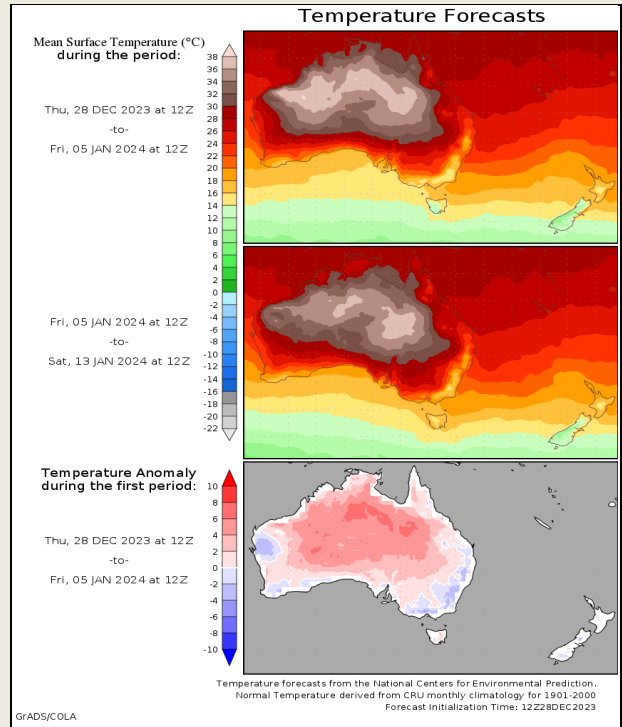 Temperature Forecasts
Mean Surface Temperature (°C)
during the period:
Thu, 28 DEC 2023 at 12Z
-to-
Fri, 05 JAN 2024 at 12Z
38
36
34
32
30
28
26
24
22
20
18
16
14
12
10
8
6
4
2
0
-2
-4
-6
-8
-10
-12
-14
-16
-18
-20
-22
Fri, 05 JAN 2024 at 12Z
-to-
Sat, 13 JAN 2024 at 12Z
Temperature Anomaly
during the first period:
Thu, 28 DEC 2023 at 12Z
-to-
Fri, 05 JAN 2024 at 12Z
10
8
6
4
2
0
-2
-4
-6
-8
-10
Temperature forecasts from the National Centers for Environmental Prediction.
Normal Temperature derived from CRU monthly climatology for 1901-2000
Forecast Initialization Time: 12Z28DEC2023
GrADS/COLA